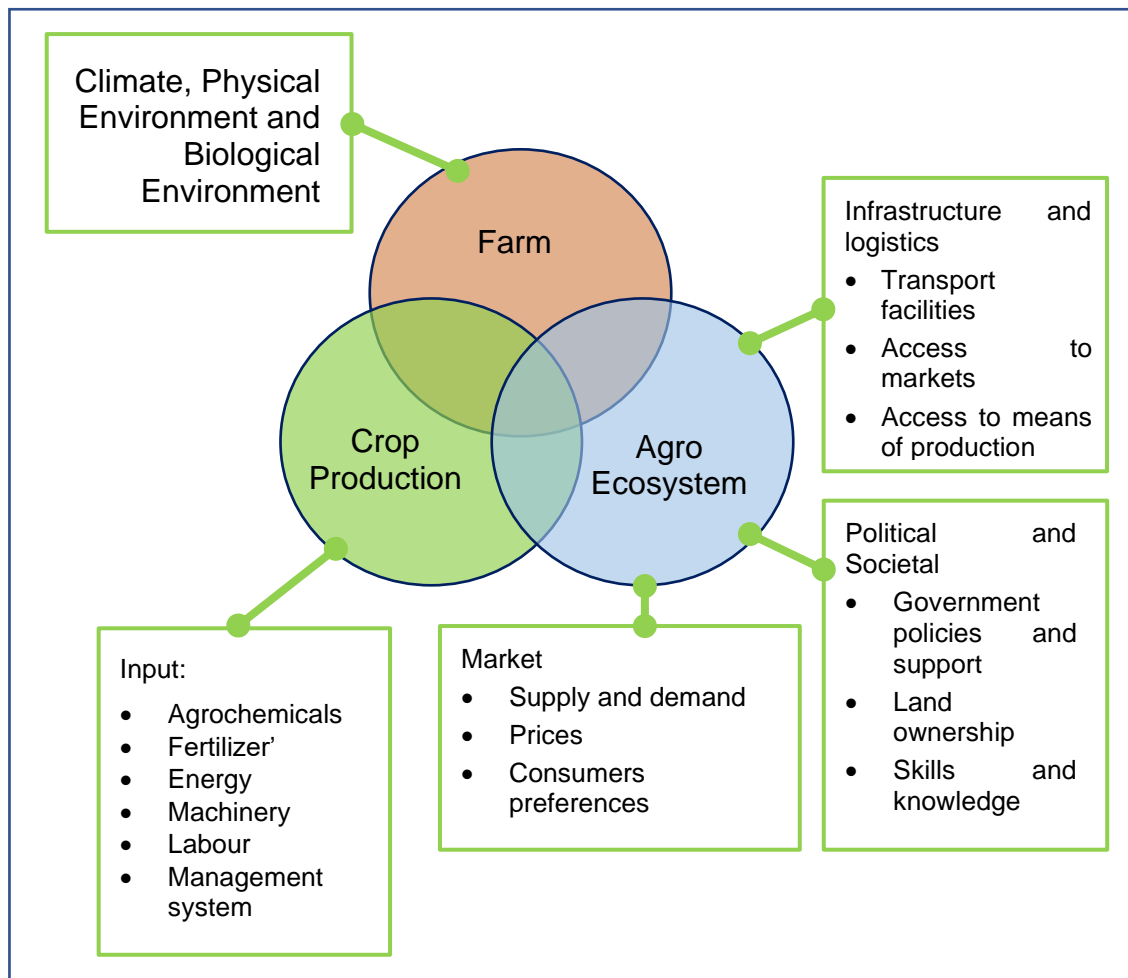 Climate, Physical
Environment and
Biological
Environment
Farm
Crop
Production
Agro
Ecosystem
Infrastructure and
logistics
• Transport
facilities
• Access to
markets
• Access to means
of production
Political and
Societal
• Government
policies and
support
• Land
ownership
• Skills and
knowledge
Input:
• Agrochemicals
• Fertilizer’
• Energy
• Machinery
• Labour
• Management
system
Market
• Supply and demand
• Prices
• Consumers
preferences